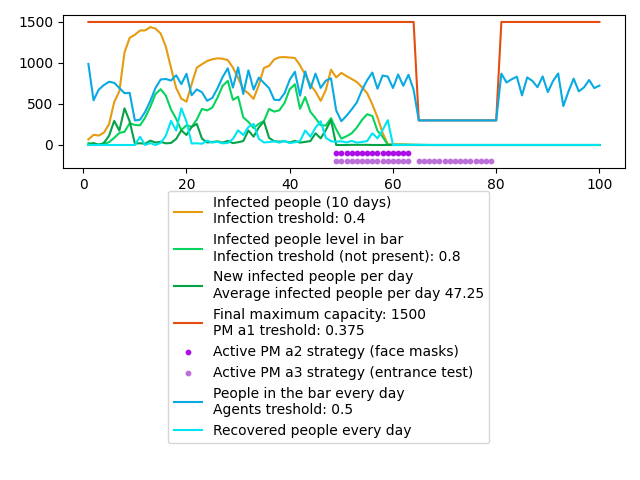 1500
1000
500
0
0
20
40
60
80
100
Infected people (10 days)
Infection treshold: 0.4
Infected people level in bar
Infection treshold (not present): 0.8
New infected people per day
Average infected people per day 47.25
Final maximum capacity: 1500
PM a1 treshold: 0.375
Active PM a2 strategy (face masks)
Active PM a3 strategy (entrance test)
People in the bar every day
Agents treshold: 0.5
Recovered people every day